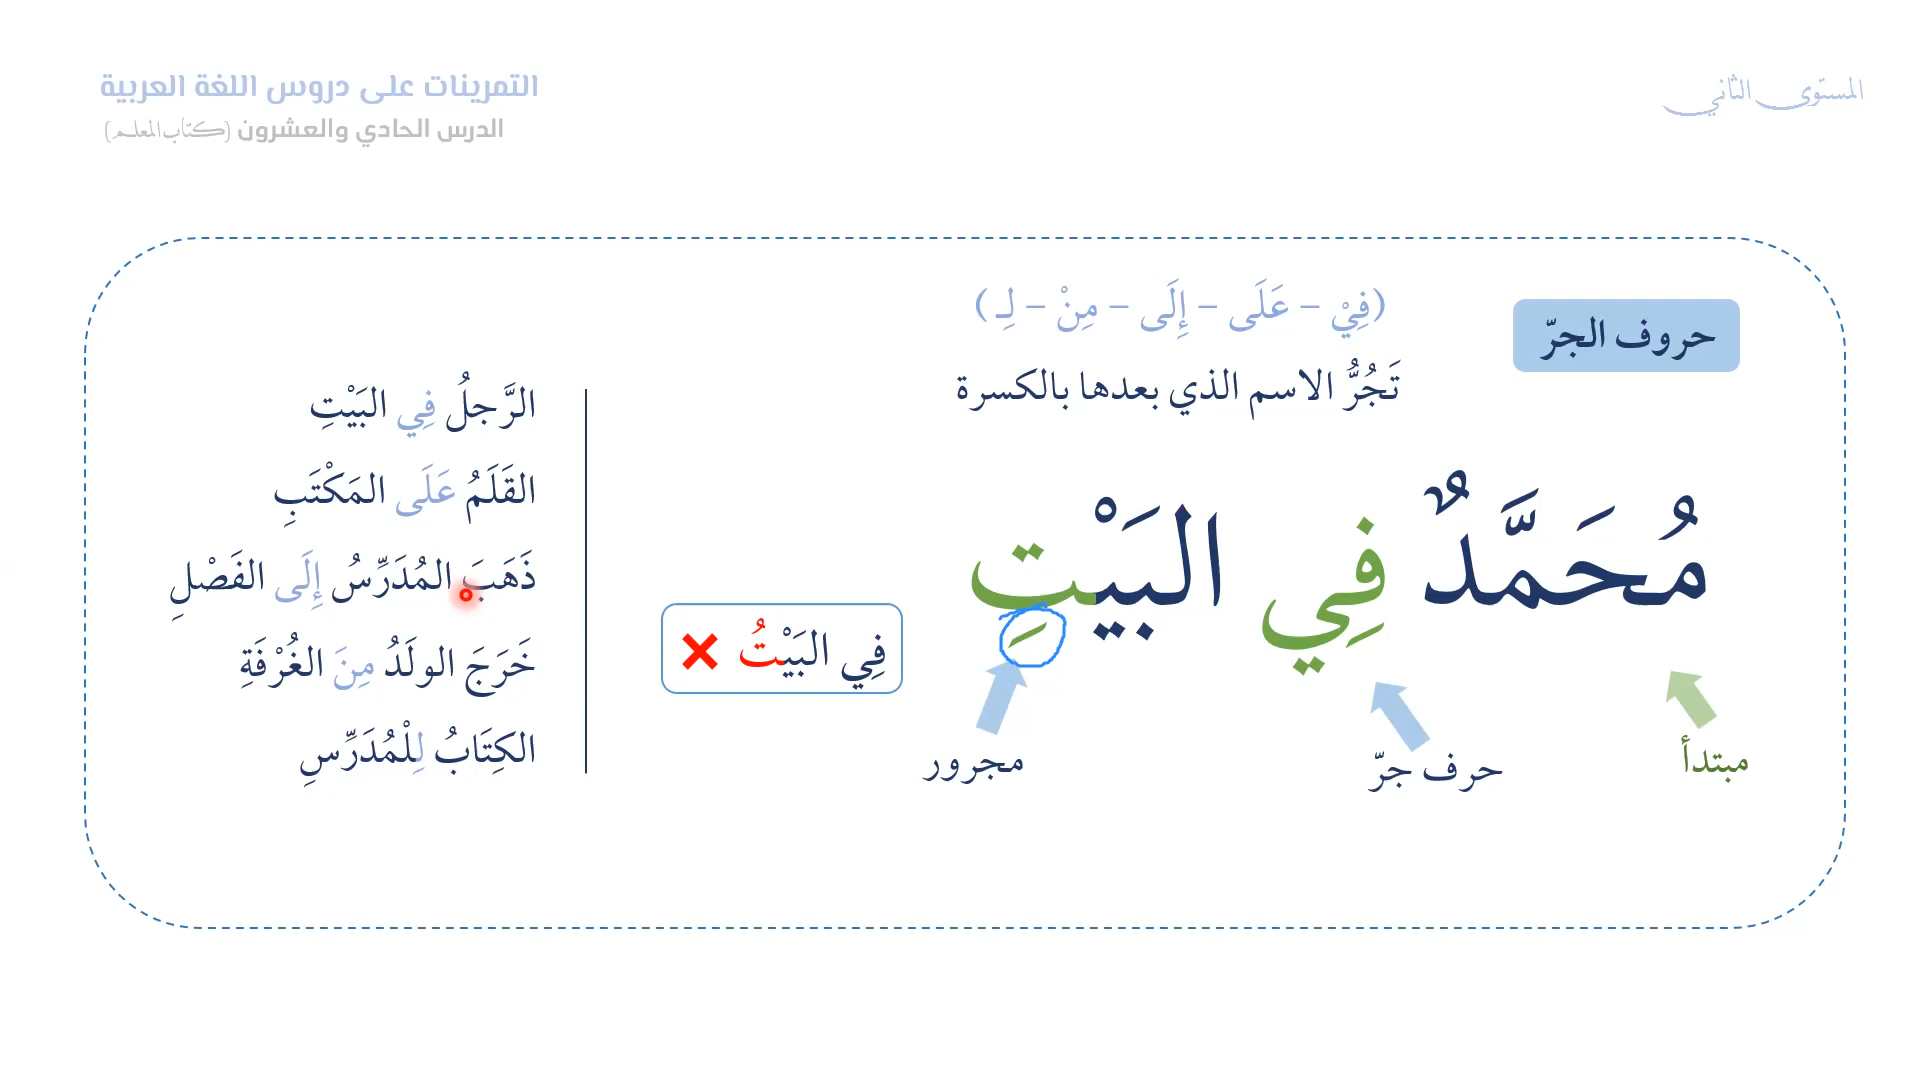 المستوى الثاني
التمرينات على دروس اللغة العربية
الدرس الحادي والعشرون (كتاب المعلم)
حروف الجرّ
(فِيْ - عَلَى - إِلَى - مِنْ - لِـ )
تَجُرُّ الاسم الذي بعدها بالكسرة
مُحَمَّدٌ فِي البَيْتِ
مبتدأ
حرف جرّ
مجرور
فِي البَيْتُ ❌
الرَّجلُ فِي البَيْتِ
القَلَمُ عَلَى المَكْتَبِ
ذَهَبَ المُدَرِّسُ إِلَى الفَصْلِ
خَرَجَ الولَدُ مِنَ الغُرْفَةِ
الكِتَابُ لِلْمُدَرِّسِ